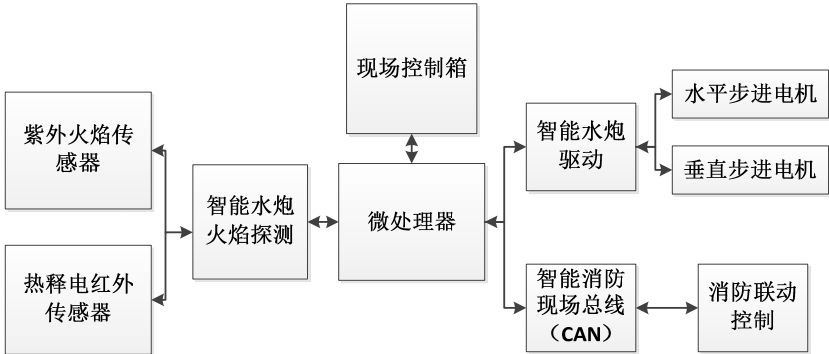 现场控制箱
紫外火焰传
感器
热释电红外
传感器
智能水炮
火焰探测
微处理器
智能水炮
驱动
水平步进电机
垂直步进电机
智能消防
现场总线
（CAN）
消防联动
控制